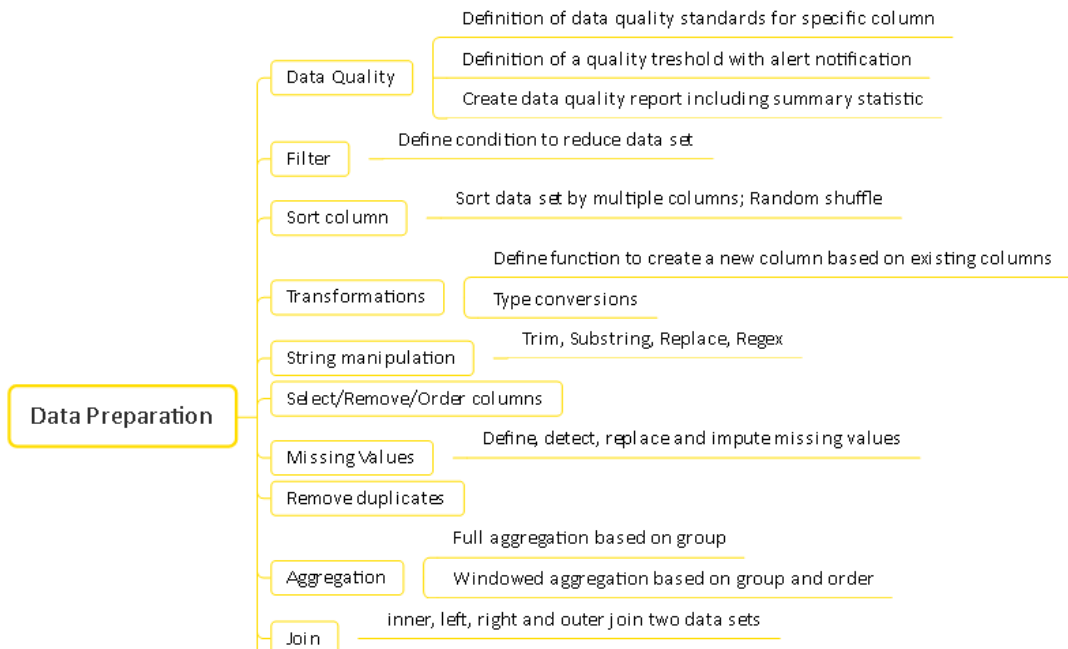 Definition of data quality standards for specific column
Data Quality
Definition of a quality treshold with alert notification
Create data quality report including summary statistic
Filter
Define condition to reduce data set
Sort column
Sort data set by multiple columns; Random shuffle
Transformations
Define function to create a new column based on existing columns
Type conversions
String manipulation
Trim, Substring, Replace, Regex
Data Preparation
Select/Remove/Order columns
Missing Values
Define, detect, replace and impute missing values
Remove duplicates
Aggregation
Full aggregation based on group
Windowed aggregation based on group and order
Join
inner, left, right and outer join two data sets